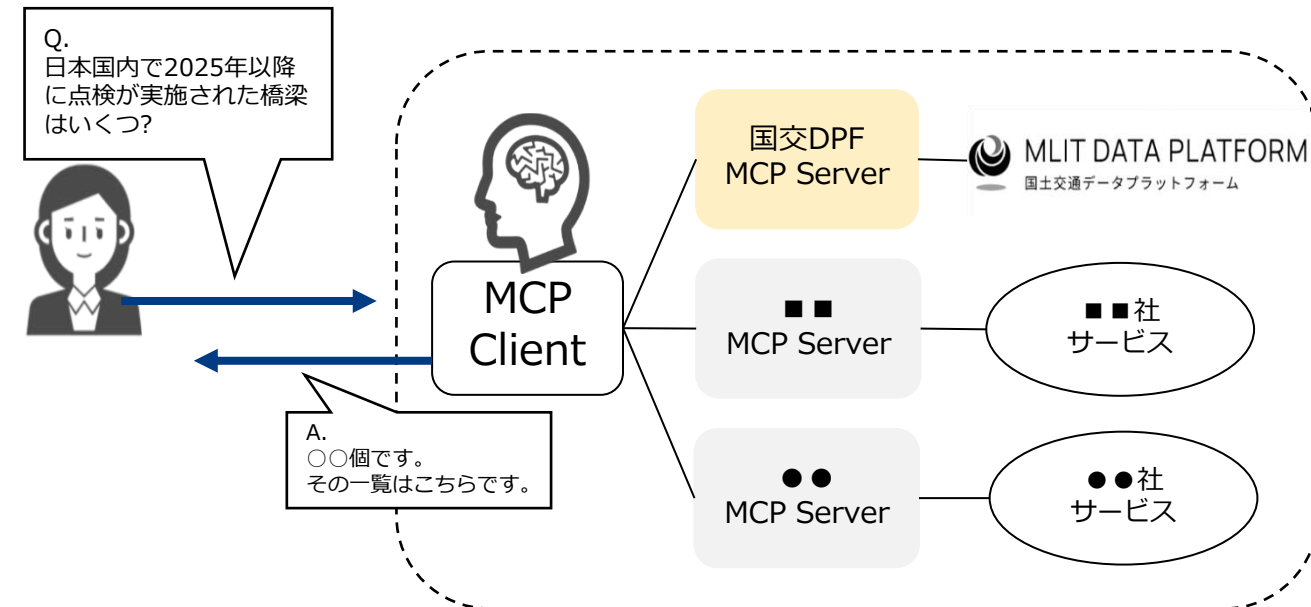 Q.
日本国内で2025年以降
に点検が実施された橋梁
はいくつ?
MCP
Client
A.
○○個です。
その一覧はこちらです。
国交DPF
MCP Server
MLIT DATA PLATFORM
国土交通データプラットフォーム
■■
MCP Server
■■社
サービス
●●
MCP Server
●●社
サービス